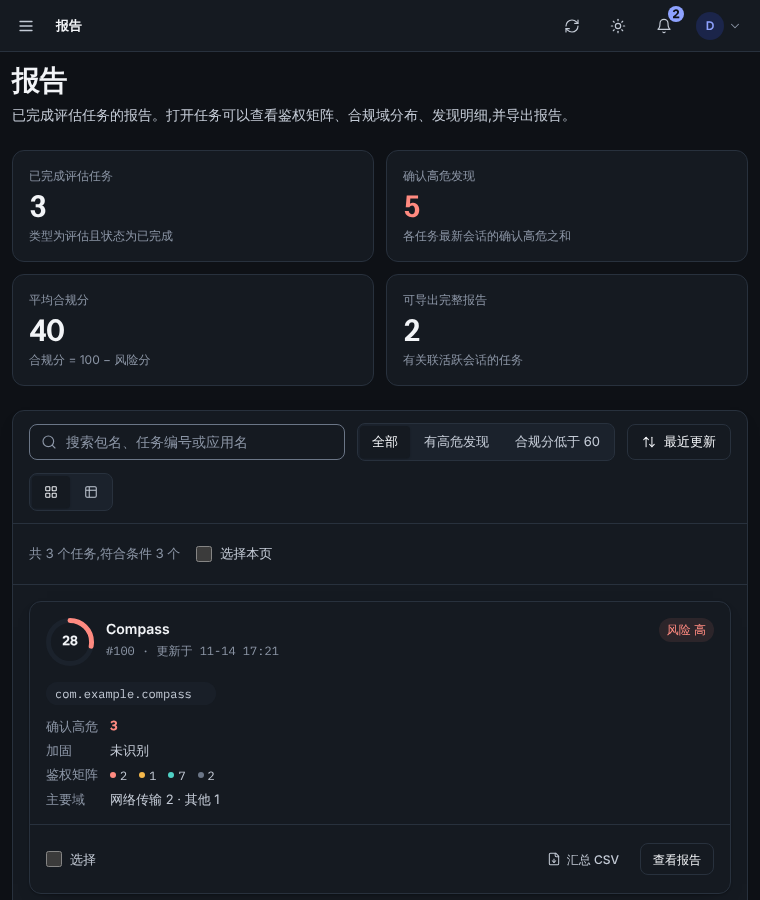 报告
2
D
报告
已完成评估任务的报告。打开任务可以查看鉴权矩阵、合规域分布、发现明细,并导出报告。
已完成评估任务
3
类型为评估且状态为已完成
确认高危发现
5
各任务最新会话的确认高危之和
平均合规分
40
合规分 = 100 − 风险分
可导出完整报告
2
有关联活跃会话的任务
搜索包名、任务编号或应用名
全部 有高危发现 合规分低于 60
最近更新
共 3 个任务,符合条件 3 个 选择本页
28
Compass
#100 · 更新于 11-14 17:21
风险 高
com.example.compass
确认高危 3
加固 未识别
鉴权矩阵 2 1 7 2
主要域 网络传输 2 · 其他 1
选择
汇总 CSV
查看报告